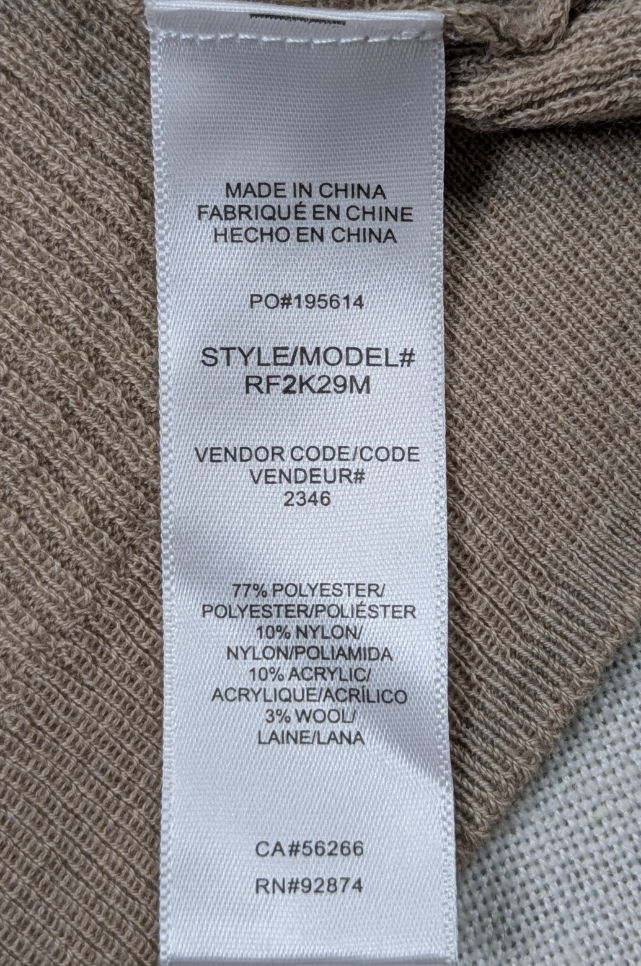 MADE IN CHINA
FABRIQUÉ EN CHINE
HECHO EN CHINA
PO#195614
STYLE/MODEL#
RF2K29M
VENDOR CODE/CODE
VENDEUR#
2346
77% POLYESTER/
POLYESTER/POLIÉSTER
10% NYLON/
NYLON/POLIAMIDA
10% ACRYLIC/
ACRYLIQUE/ACRÍLICO
3% WOOL/
LAINE/LANA
CA#56266
RN#92874